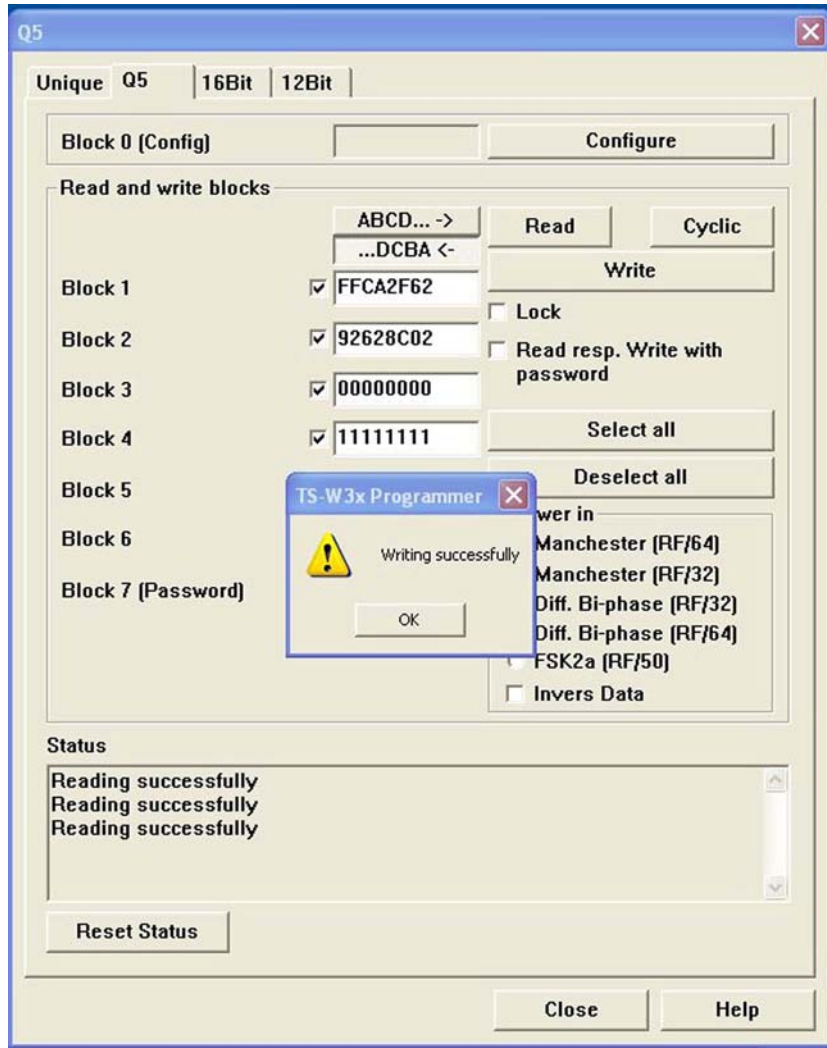 Q5
Unique Q5 16Bit 12Bit
Block 0 (Config) Configure
Read and write blocks
ABCD... -> Read Cyclic
...DCBA <-
Write
Block 1 FFCA2F62
Lock
Block 2 92628C02
Read resp. Write with
password
Block 3 00000000
Block 4 11111111 Select all
Block 5 Deselect all
TS-W3x Programmer
wer in
Block 6 Manchester (RF/64)
Writing successfully
Manchester (RF/32)
Block 7 (Password) Diff. Bi-phase (RF/32)
OK
Diff. Bi-phase (RF/64)
FSK2a (RF/50)
Invers Data
Status
Reading successfully
Reading successfully
Reading successfully
Reset Status
Close Help